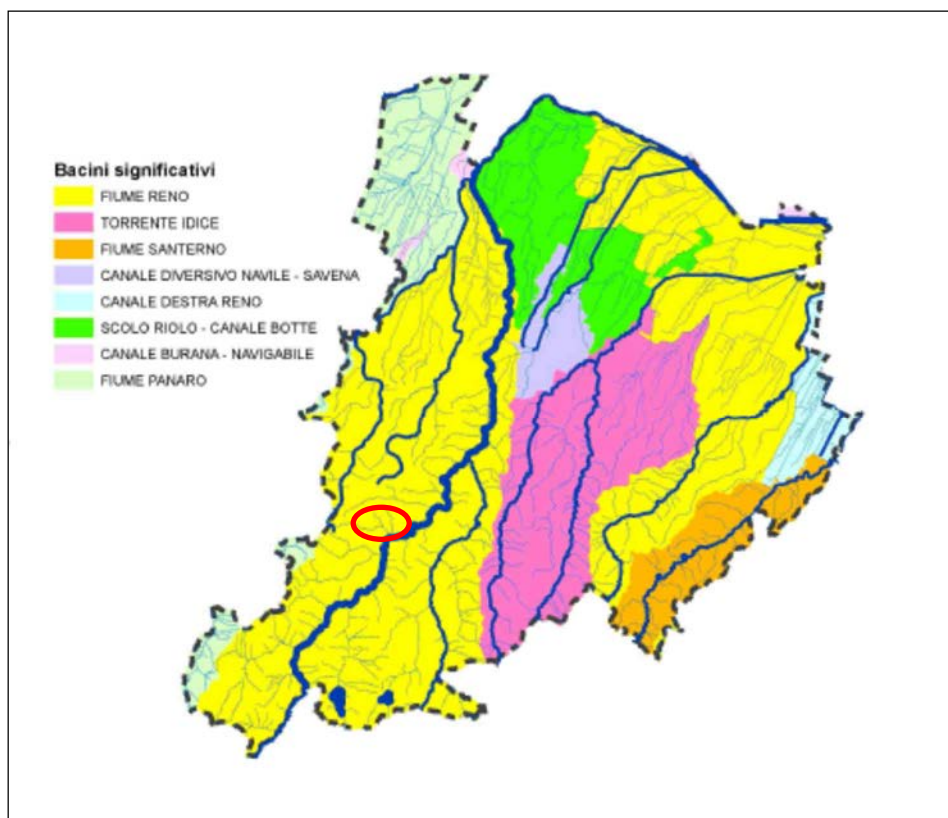 Bacini significativi
FIUME RENO
TORRENTE IDICE
FIUME SANTERNO
CANALE DIVERSIVO NAVILE - SAVENA
CANALE DESTRA RENO
SCOLO RIOLO - CANALE BOTTE
CANALE BURANA - NAVIGABILE
FIUME PANARO